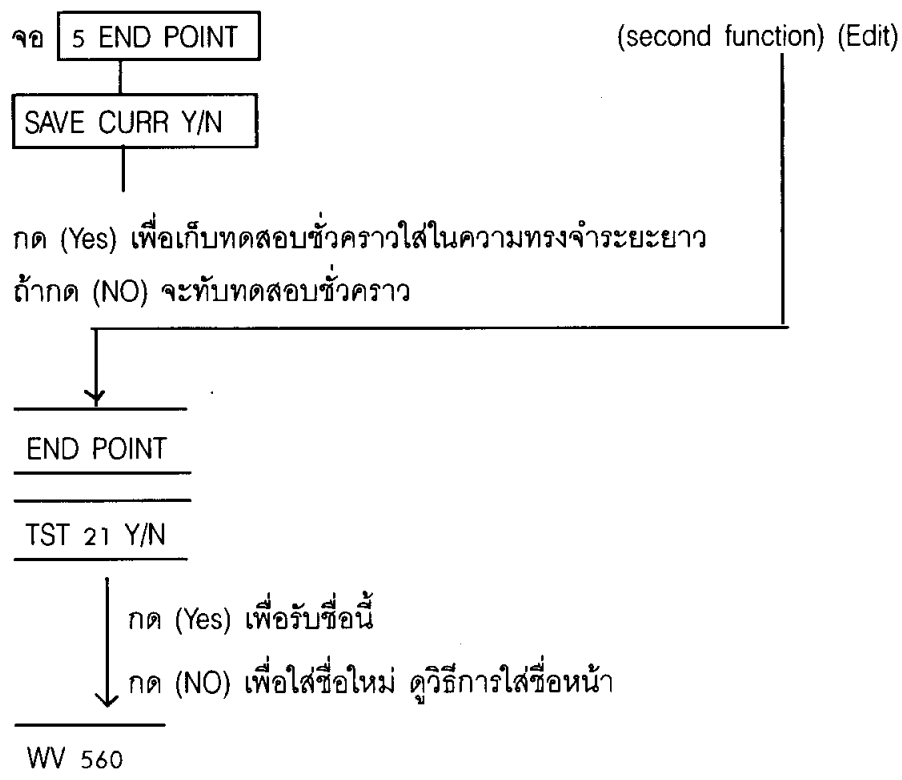 จอ 5 END POINT (second function) (Edit)
SAVE CURR Y/N
กด (Yes) เพื่อเก็บทดสอบชั่วคราวใส่ในความทรงจำระยะยาว
ถ้ากด (NO) จะทับทดสอบชั่วคราว
END POINT
TST 21 Y/N
กด (Yes) เพื่อรับชื่อนี้
กด (NO) เพื่อใส่ชื่อใหม่ ดูวิธีการใส่ชื่อหน้า
WV 560